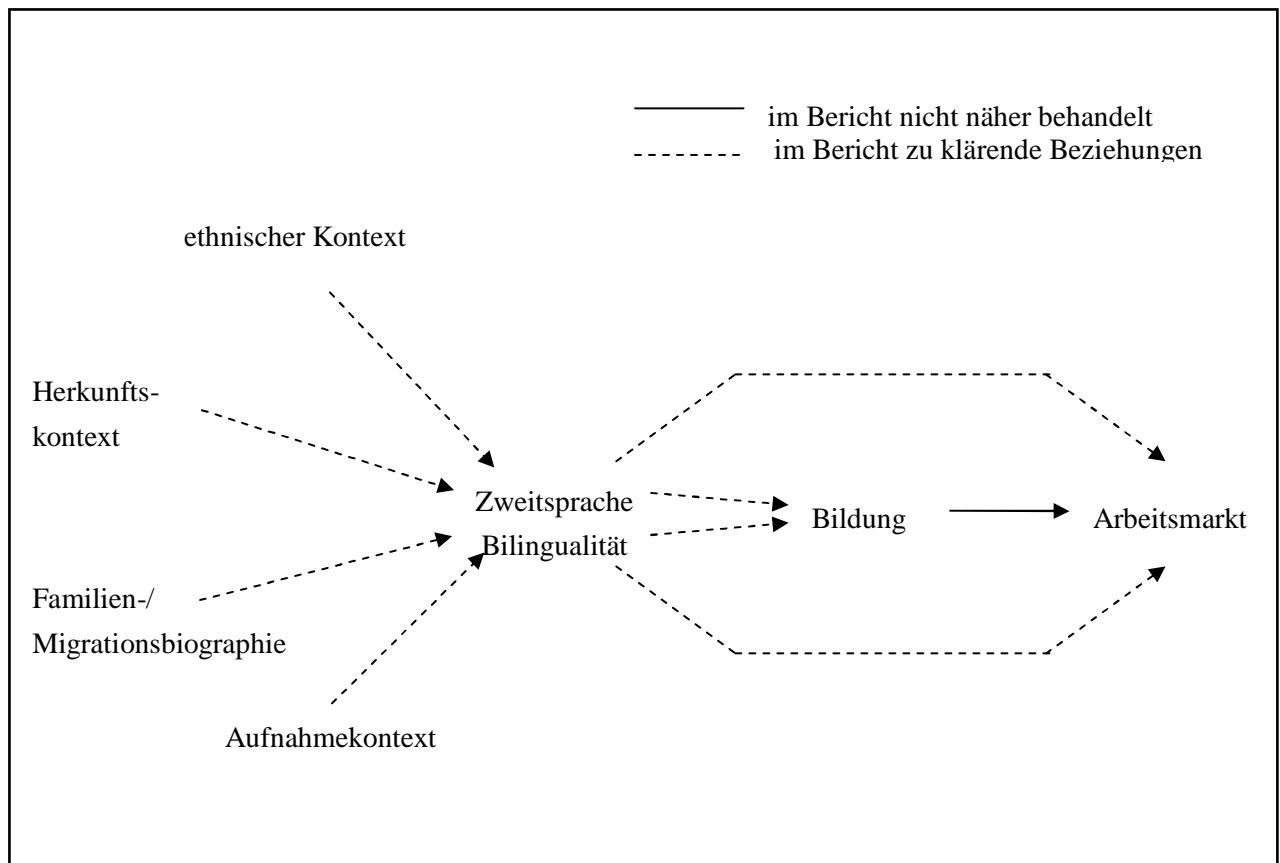 im Bericht nicht näher behandelt
im Bericht zu klärende Beziehungen
ethnischer Kontext
Herkunfts-
kontext
Zweitsprache
Bilingualität
Bildung
Arbeitsmarkt
Familien-/
Migrationsbiographie
Aufnahmekontext